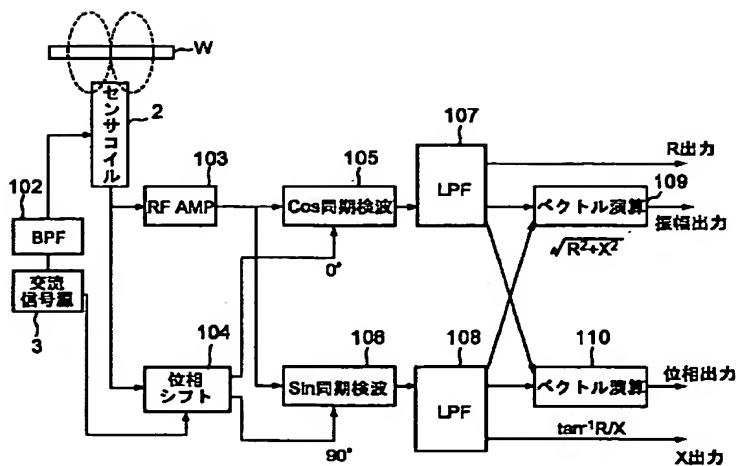 W
センサコイル
2
102
BPF
交流
信号源
3
103
RF AMP
104
位相
シフト
0°
90°
105
Cos同期検波
108
Sin同期検波
107
LPF
108
LPF
R出力
109
ベクトル演算
振幅出力
√R²+X²
110
ベクトル演算
位相出力
tan⁻¹R/X
X出力